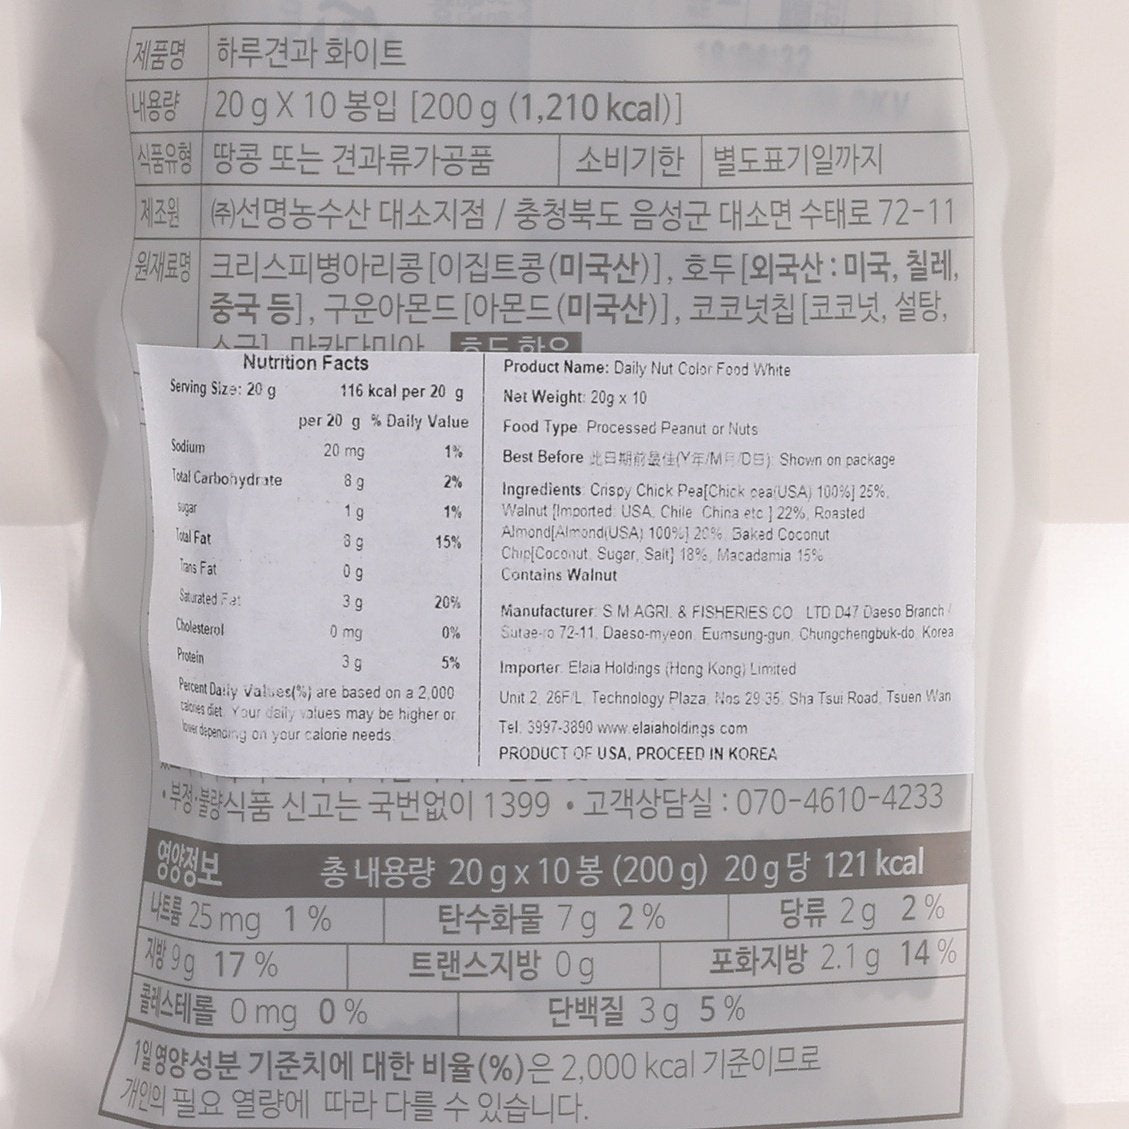 제품명 하루견과 화이트
내용량 20 g X 10 봉입 [200 g (1,210 kcal)]
식품유형 땅콩 또는 견과류가공품 소비기한 별도표기일까지
제조원 (주)선명농수산 대소지점 / 충청북도 음성군 대소면 수태로 72-11
원재료명 크리스피병아리콩[이집트콩(미국산)], 호두[외국산 : 미국, 칠레,
중국 등], 구운아몬드[아몬드(미국산)], 코코넛칩[코코넛, 설탕,
소금], 마카다미아 호두 함유
Nutrition Facts
Serving Size: 20 g 116 kcal per 20 g
per 20 g % Daily Value
Sodium 20 mg 1%
Total Carbohydrate 8 g 2%
sugar 1 g 1%
Total Fat 8 g 15%
Trans Fat 0 g
Saturated Fat 3 g 20%
Cholesterol 0 mg 0%
Protein 3 g 5%
Percent Daily Values(%) are based on a 2,000
calories diet. Your daily values may be higher or
lower depending on your calorie needs.
Product Name: Daily Nut Color Food White
Net Weight: 20g x 10
Food Type: Processed Peanut or Nuts
Best Before 此日期前最佳(Y年/M月/D日): Shown on package
Ingredients: Crispy Chick Pea[Chick pea(USA) 100%] 25%,
Walnut [Imported: USA, Chile, China etc.] 22%, Roasted
Almond[Almond(USA) 100%] 20%, Baked Coconut
Chip[Coconut, Sugar, Salt] 18%, Macadamia 15%
Contains Walnut
Manufacturer: S M AGRI. & FISHERIES CO., LTD D47 Daeso Branch /
Sutae-ro 72-11, Daeso-myeon, Eumsung-gun, Chungchengbuk-do, Korea
Importer: Elaia Holdings (Hong Kong) Limited
Unit 2, 26F/L, Technology Plaza, Nos 29-35, Sha Tsui Road, Tsuen Wan
Tel: 3997-3890 www.elaiaholdings.com
PRODUCT OF USA, PROCEED IN KOREA
• 부정·불량식품 신고는 국번없이 1399 • 고객상담실 : 070-4610-4233
영양정보 총 내용량 20 g x 10 봉 (200 g) 20 g 당 121 kcal
나트륨 25 mg 1 % 탄수화물 7 g 2 % 당류 2 g 2 %
지방 9 g 17 % 트랜스지방 0 g 포화지방 2.1 g 14 %
콜레스테롤 0 mg 0 % 단백질 3 g 5 %
1일 영양성분 기준치에 대한 비율(%)은 2,000 kcal 기준이므로
개인의 필요 열량에 따라 다를 수 있습니다.